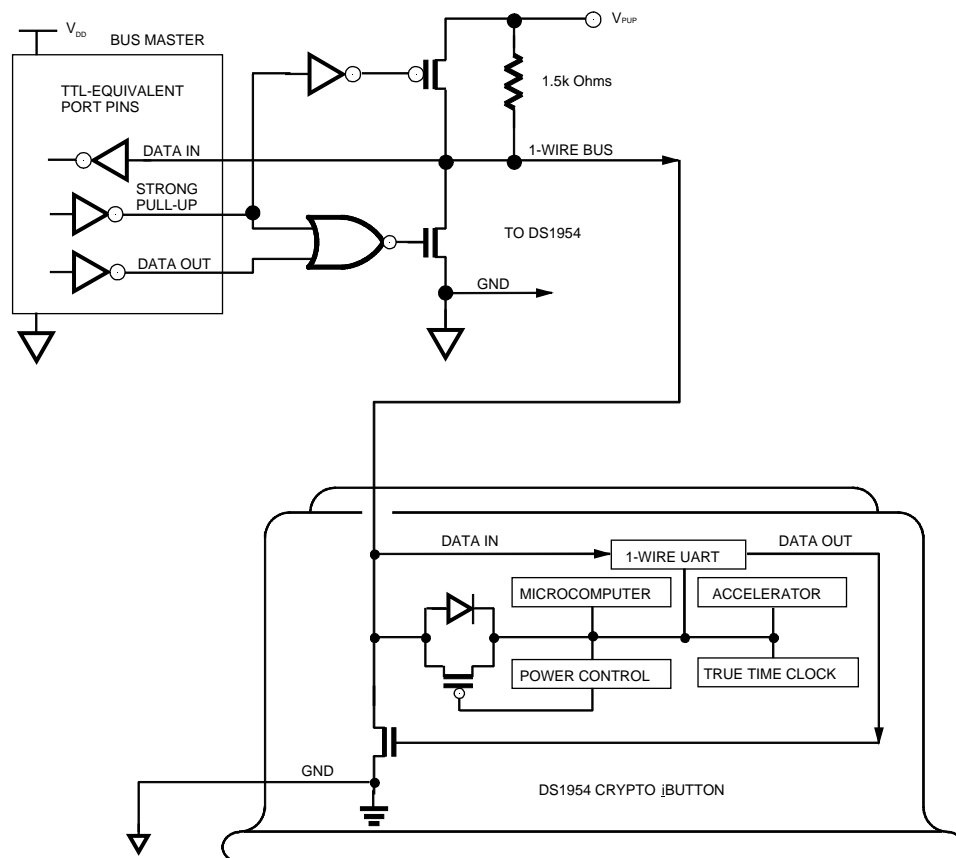 VDD
BUS MASTER
VPUP
TTL-EQUIVALENT
PORT PINS
1.5k Ohms
DATA IN
1-WIRE BUS
STRONG
PULL-UP
TO DS1954
DATA OUT
GND
DATA IN
1-WIRE UART
DATA OUT
MICROCOMPUTER
ACCELERATOR
POWER CONTROL
TRUE TIME CLOCK
GND
DS1954 CRYPTO iBUTTON